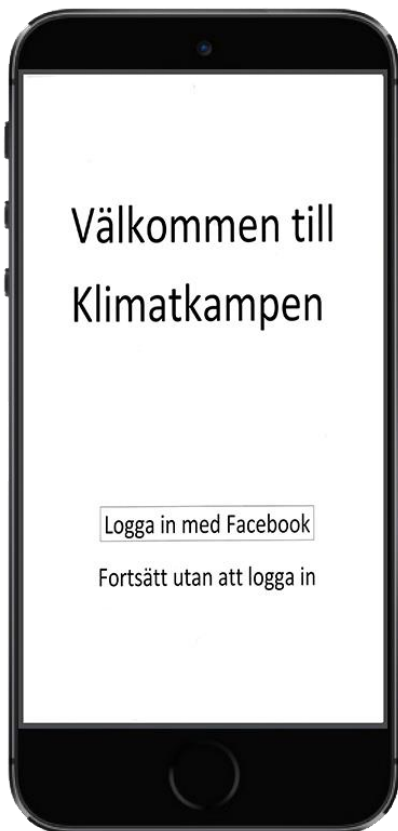 Välkommen till
Klimatkampen
Logga in med Facebook
Fortsätt utan att logga in